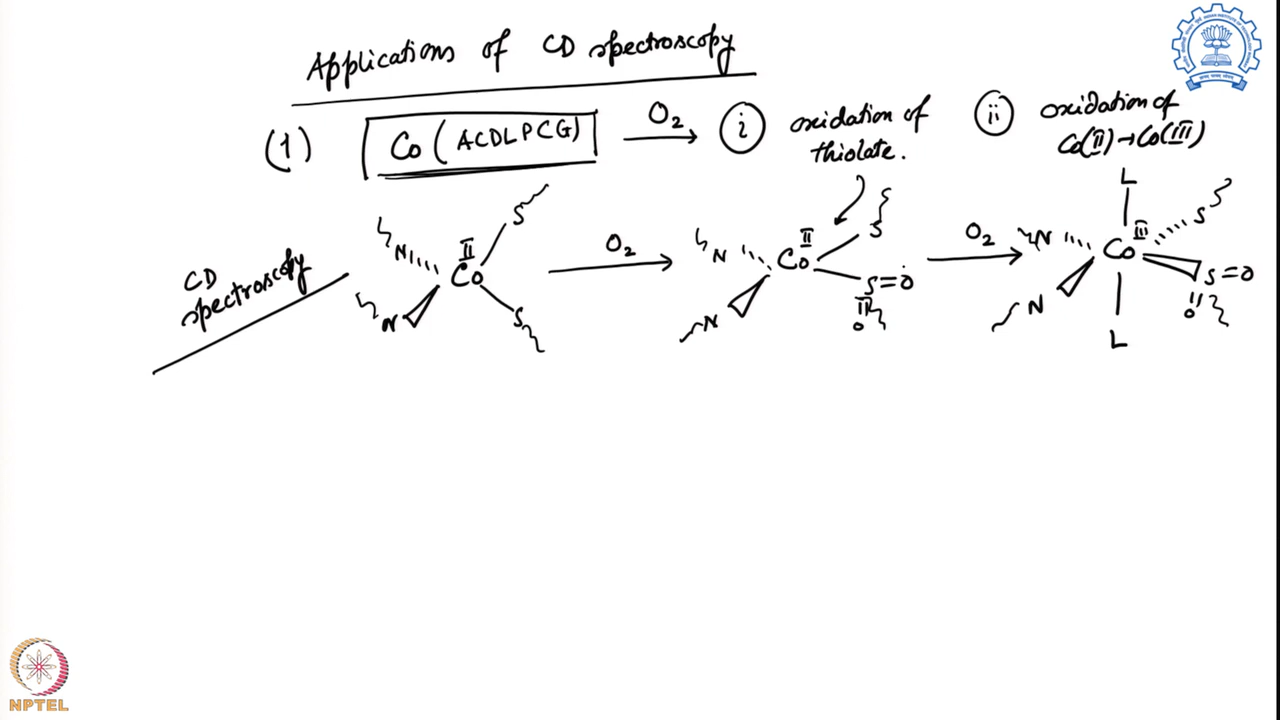 Applications of CD spectroscopy
(1) Co (ACDLPCG) O₂ → (i) oxidation of thiolate. (ii) oxidation of Co(II)→Co(III)
CD spectroscopy
N N Co II S S
O₂
N N Co II S S=O O
O₂
L N N Co III S S=O O L
NPTEL